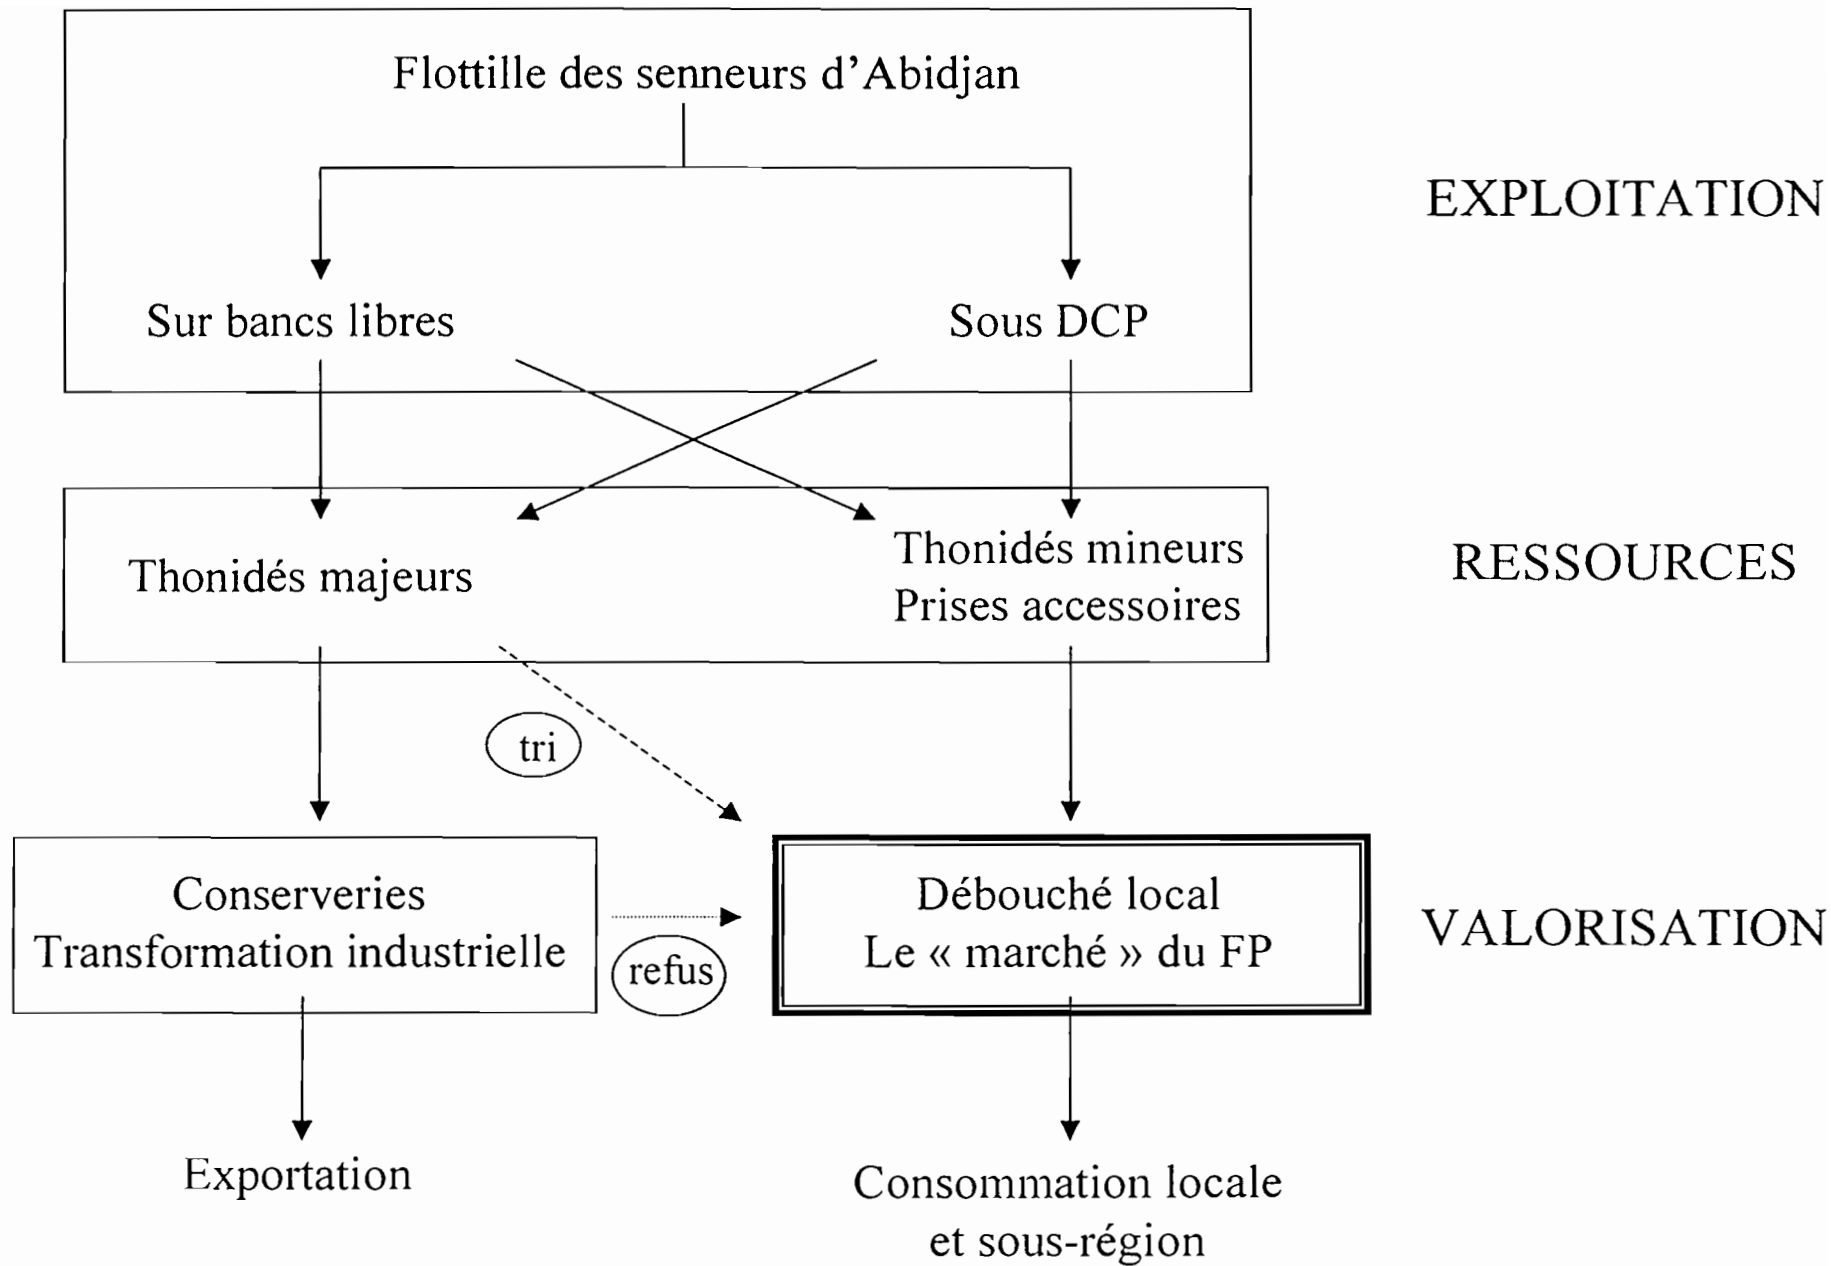 Flottille des senneurs d'Abidjan
EXPLOITATION
Sur bancs libres
Sous DCP
Thonidés majeurs
Thonidés mineurs
Prises accessoires
RESSOURCES
tri
Conserveries
Transformation industrielle
refus
Débouché local
Le « marché » du FP
VALORISATION
Exportation
Consommation locale
et sous-région